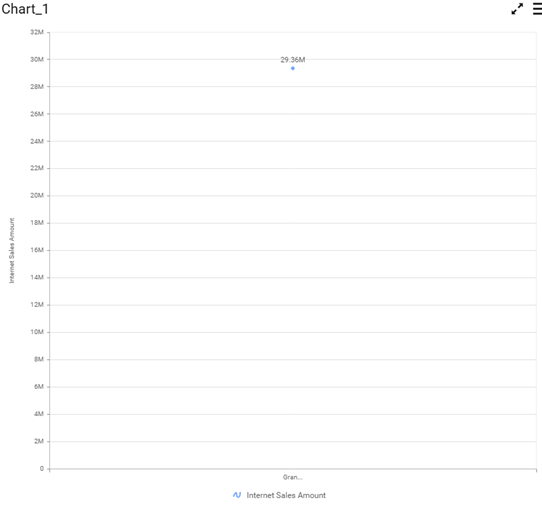 Chart_1
32M
30M
29.36M
28M
26M
24M
22M
20M
18M
16M
14M
12M
10M
8M
6M
4M
2M
0
Internet Sales Amount
Gran...
Internet Sales Amount